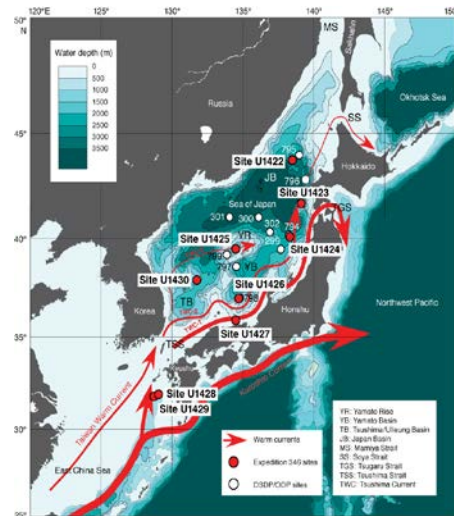 120°E 125° 130° 135° 140° 145° 150°
50°
N
Water depth (m)
0
500
1000
1500
2000
2500
3000
3500
MS
Sakhalin
Russia
Okhotsk Sea
45°
SS
795
Site U1422
JB
796
Hokkaido
Site U1423
Sea of Japan
TGS
301
300
302
794
Site U1425
YR
40°
299
Site U1424
799
797
YB
Site U1430
Site U1426
798
TB
Korea
Honshu
35°
Site U1427
TSS
Northwest Pacific
Taiwan Warm Current
Site U1428
Site U1429
30°
East China Sea
Warm currents
Expedition 346 sites
DSDP/ODP sites
YR: Yamato Rise
YB: Yamato Basin
TB: Tsushima/Ulleung Basin
JB: Japan Basin
MS: Mamiya Strait
SS: Soya Strait
TGS: Tsugaru Strait
TSS: Tsushima Strait
TWC: Tsushima Current